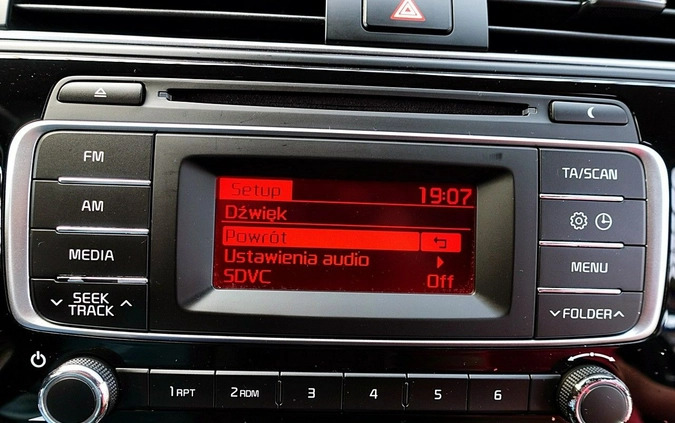 FM
AM
MEDIA
SEEK
TRACK
Setup
19:07
Dźwięk
Powrót
Ustawienia audio
SDVC Off
TA/SCAN
MENU
FOLDER
1 RPT
2 RDM
3
4
5
6